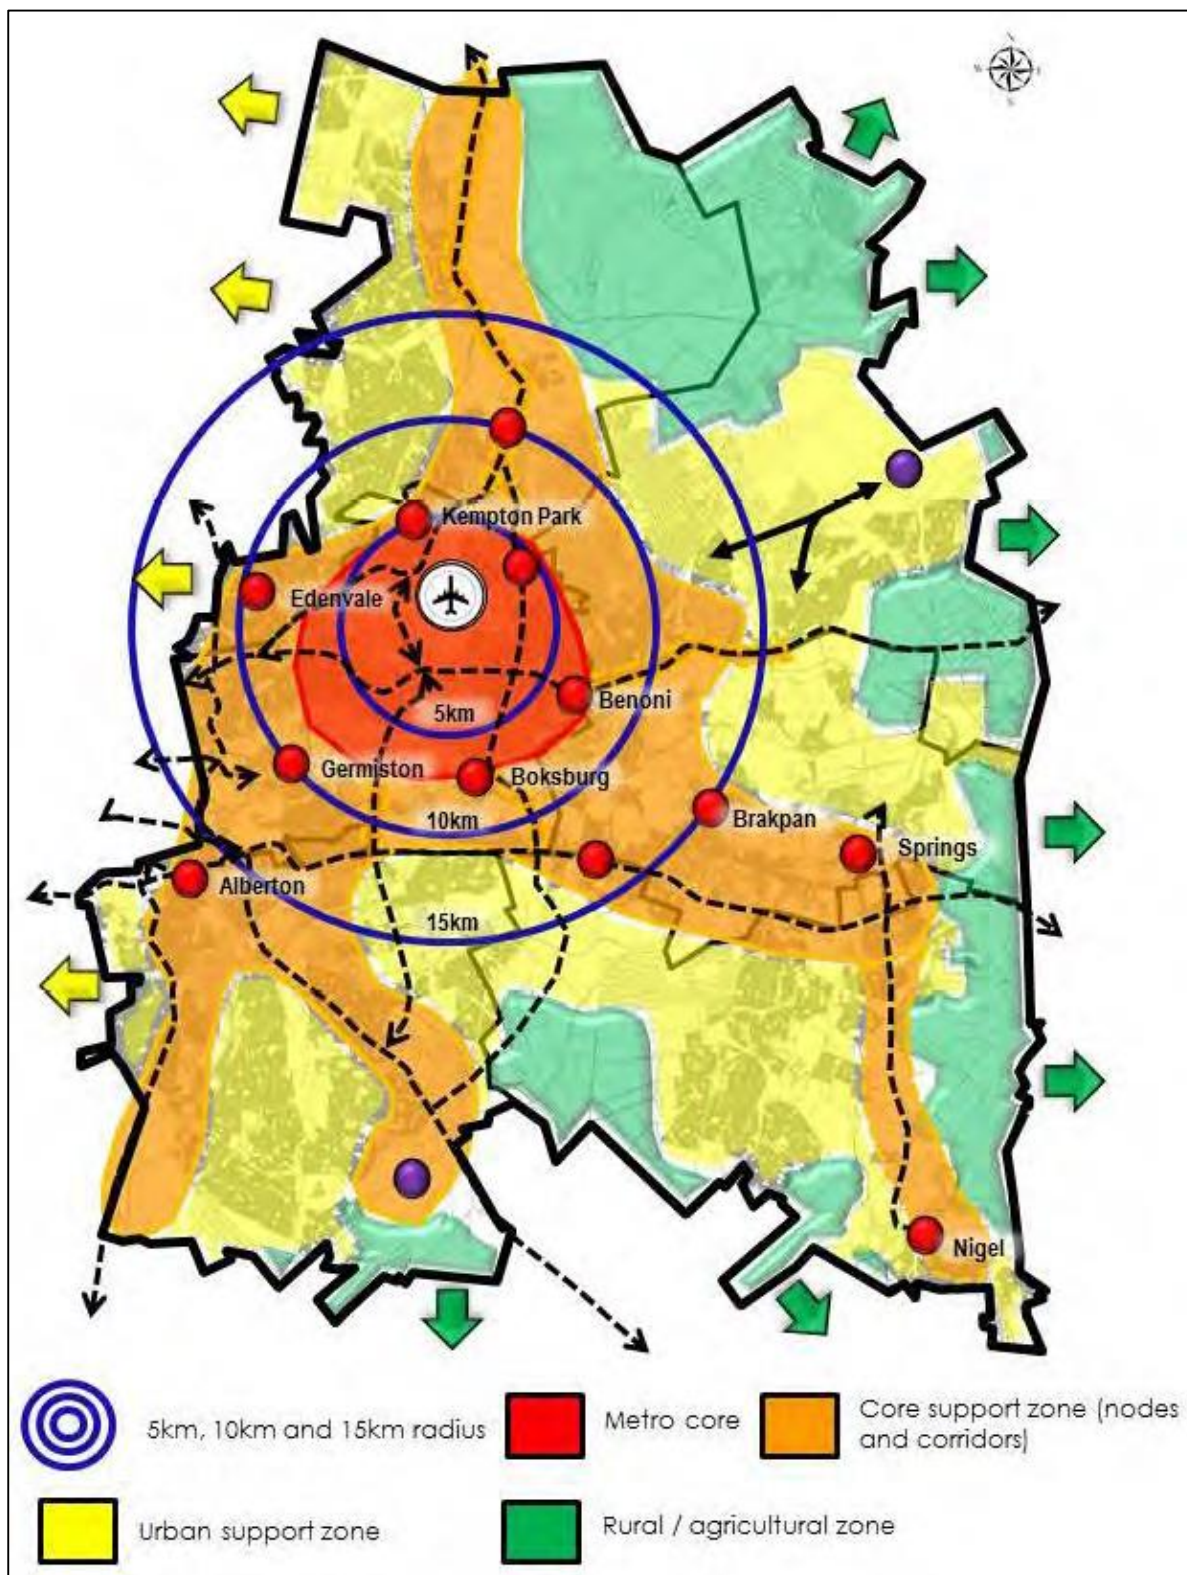 Kempton Park
Edenvale
5km
Benoni
Germiston
Boksburg
10km
Brakpan
Springs
Alberton
15km
Nigel
5km, 10km and 15km radius
Metro core
Core support zone (nodes
and corridors)
Urban support zone
Rural / agricultural zone